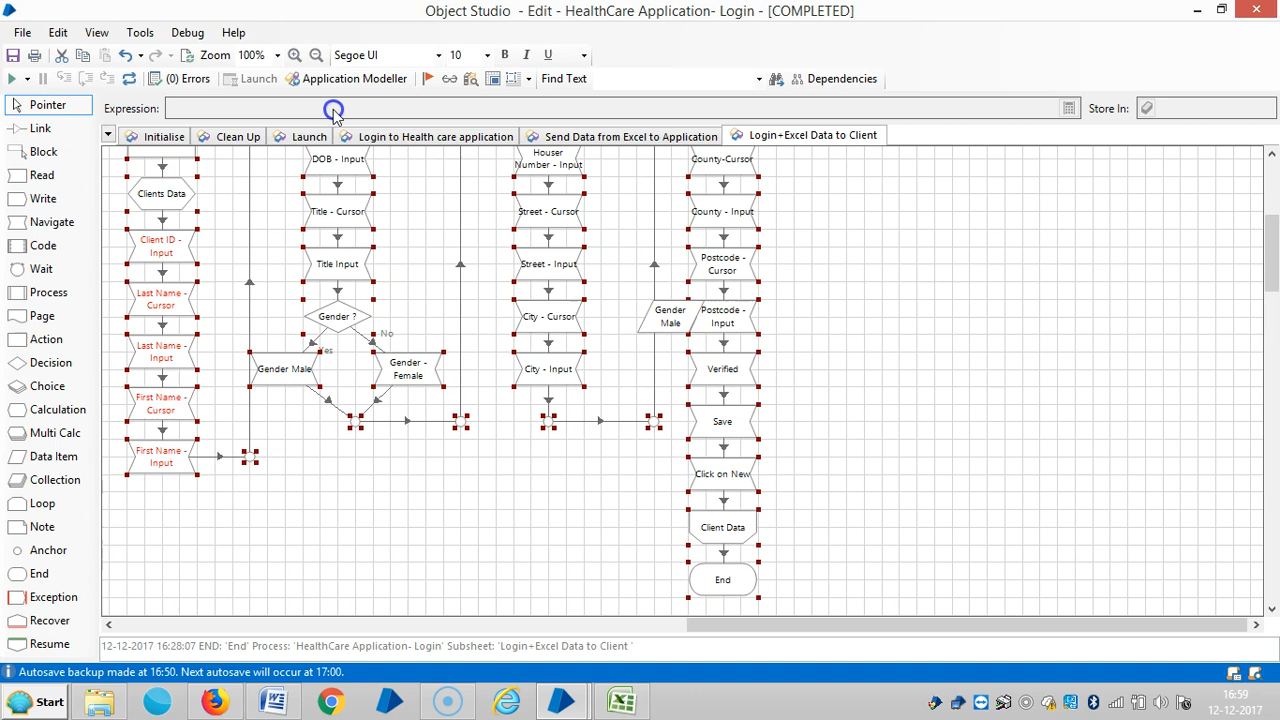 Object Studio - Edit - HealthCare Application- Login - [COMPLETED]
File Edit View Tools Debug Help
Zoom 100% Segoe UI 10 B I U
(0) Errors Launch Application Modeller Find Text Dependencies
Pointer Expression: Store In:
Initialise Clean Up Launch Login to Health care application Send Data from Excel to Application Login+Excel Data to Client
Link
Block
Read
Write
Navigate
Code
Wait
Process
Page
Action
Decision
Choice
Calculation
Multi Calc
Data Item
Collection
Loop
Note
Anchor
End
Exception
Recover
Resume
Clients Data
Client ID -
Input
Last Name -
Cursor
Last Name -
Input
First Name -
Cursor
First Name -
Input
DOB - Input
Title - Cursor
Title Input
Gender ?
Yes
No
Gender Male
Gender -
Female
Houser
Number - Input
Street - Cursor
Street - Input
City - Cursor
City - Input
Gender
Male
County-Cursor
County - Input
Postcode -
Cursor
Postcode -
Input
Verified
Save
Click on New
Client Data
End
12-12-2017 16:28:07 END: 'End' Process: 'HealthCare Application- Login' Subsheet: 'Login+Excel Data to Client '
Autosave backup made at 16:50. Next autosave will occur at 17:00.
Start
16:59
12-12-2017